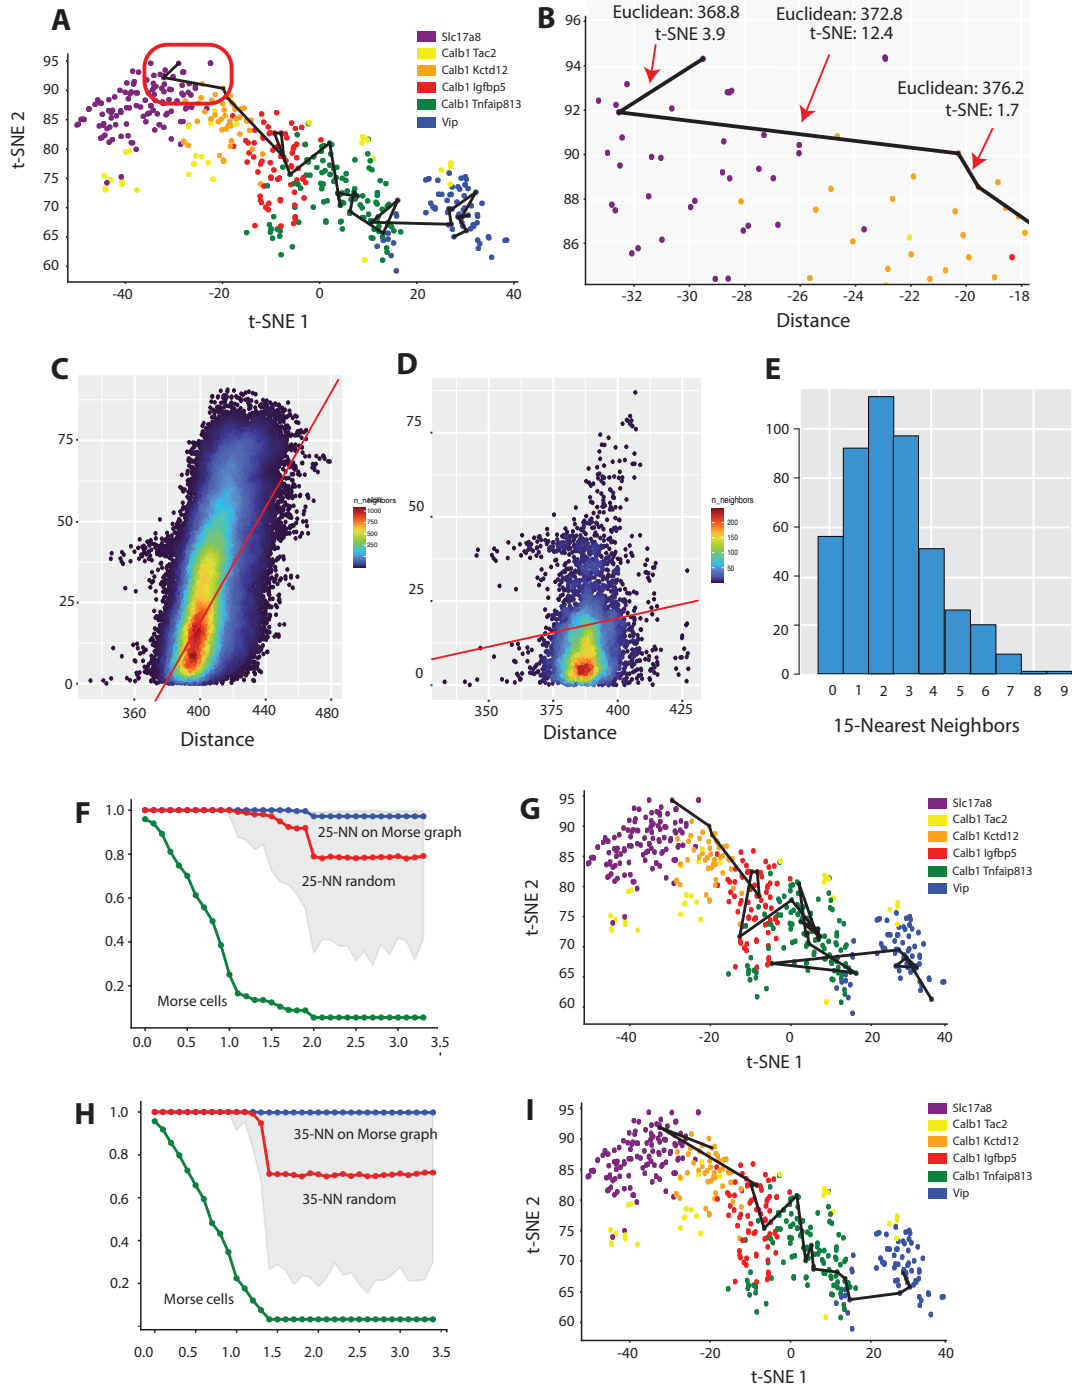 A
Slc17a8
Calb1 Tac2
Calb1 Kctd12
Calb1 Igfbp5
Calb1 Tnfaip813
Vip
95
90
85
80
75
70
65
60
t-SNE 2
-40
-20
0
20
40
t-SNE 1
B
Euclidean: 368.8
t-SNE 3.9
Euclidean: 372.8
t-SNE: 12.4
Euclidean: 376.2
t-SNE: 1.7
96
94
92
90
88
86
-32
-30
-28
-26
-24
-22
-20
-18
Distance
C
75
50
25
0
n_neighbors
1000
750
500
250
360
400
440
480
Distance
D
75
50
25
0
n_neighbors
200
150
100
50
350
375
400
425
Distance
E
100
80
60
40
20
0
0 1 2 3 4 5 6 7 8 9
15-Nearest Neighbors
F
1.0
0.8
0.6
0.4
0.2
25-NN on Morse graph
25-NN random
Morse cells
0.0 0.5 1.0 1.5 2.0 2.5 3.0 3.5
G
Slc17a8
Calb1 Tac2
Calb1 Kctd12
Calb1 Igfbp5
Calb1 Tnfaip813
Vip
95
90
85
80
75
70
65
60
t-SNE 2
-40
-20
0
20
40
t-SNE 1
H
1.0
0.8
0.6
0.4
0.2
35-NN on Morse graph
35-NN random
Morse cells
0.0 0.5 1.0 1.5 2.0 2.5 3.0 3.5
I
Slc17a8
Calb1 Tac2
Calb1 Kctd12
Calb1 Igfbp5
Calb1 Tnfaip813
Vip
95
90
85
80
75
70
65
60
t-SNE 2
-40
-20
0
20
40
t-SNE 1